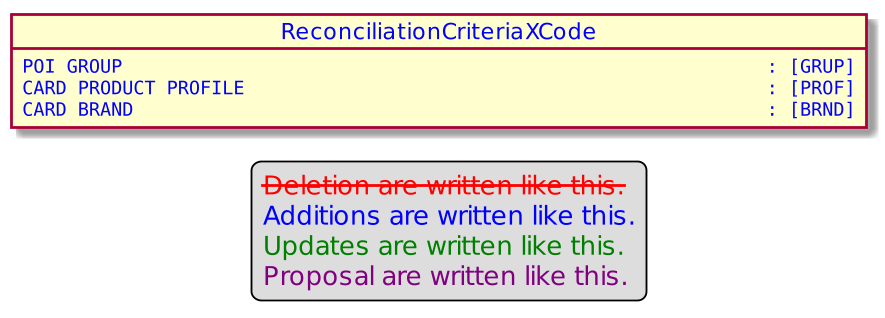 ReconciliationCriteriaXCode
POI GROUP : [GRUP]
CARD PRODUCT PROFILE : [PROF]
CARD BRAND : [BRND]
Deletion are written like this.
Additions are written like this.
Updates are written like this.
Proposal are written like this.